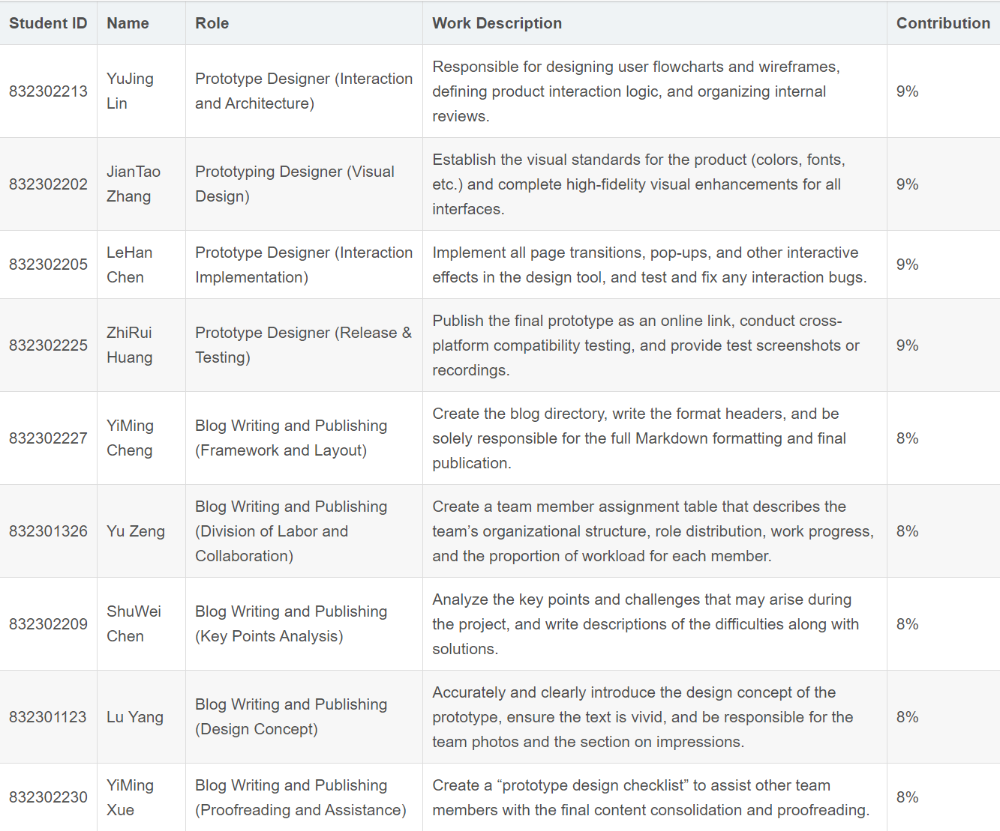 Student ID Name Role Work Description Contribution
832302213 YuJing Lin Prototype Designer (Interaction and Architecture) Responsible for designing user flowcharts and wireframes, defining product interaction logic, and organizing internal reviews. 9%
832302202 JianTao Zhang Prototyping Designer (Visual Design) Establish the visual standards for the product (colors, fonts, etc.) and complete high-fidelity visual enhancements for all interfaces. 9%
832302205 LeHan Chen Prototype Designer (Interaction Implementation) Implement all page transitions, pop-ups, and other interactive effects in the design tool, and test and fix any interaction bugs. 9%
832302225 ZhiRui Huang Prototype Designer (Release & Testing) Publish the final prototype as an online link, conduct cross-platform compatibility testing, and provide test screenshots or recordings. 9%
832302227 YiMing Cheng Blog Writing and Publishing (Framework and Layout) Create the blog directory, write the format headers, and be solely responsible for the full Markdown formatting and final publication. 8%
832301326 Yu Zeng Blog Writing and Publishing (Division of Labor and Collaboration) Create a team member assignment table that describes the team’s organizational structure, role distribution, work progress, and the proportion of workload for each member. 8%
832302209 ShuWei Chen Blog Writing and Publishing (Key Points Analysis) Analyze the key points and challenges that may arise during the project, and write descriptions of the difficulties along with solutions. 8%
832301123 Lu Yang Blog Writing and Publishing (Design Concept) Accurately and clearly introduce the design concept of the prototype, ensure the text is vivid, and be responsible for the team photos and the section on impressions. 8%
832302230 YiMing Xue Blog Writing and Publishing (Proofreading and Assistance) Create a “prototype design checklist” to assist other team members with the final content consolidation and proofreading. 8%